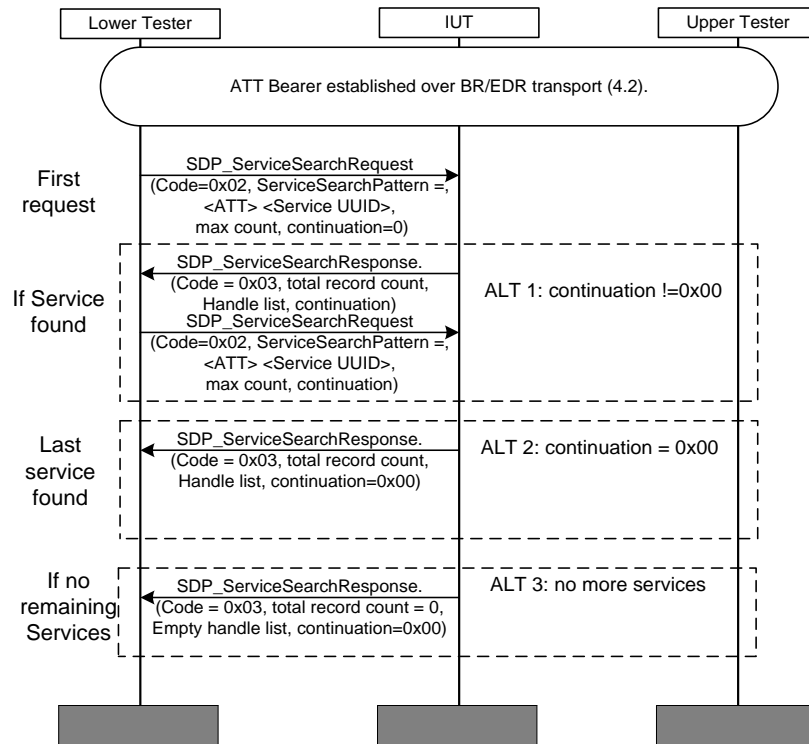 Lower Tester
IUT
Upper Tester
ATT Bearer established over BR/EDR transport (4.2).
First
request
SDP_ServiceSearchRequest
(Code=0x02, ServiceSearchPattern =,
<ATT> <Service UUID>,
max count, continuation=0)
If Service
found
SDP_ServiceSearchResponse.
(Code = 0x03, total record count,
Handle list, continuation)
ALT 1: continuation !=0x00
SDP_ServiceSearchRequest
(Code=0x02, ServiceSearchPattern =,
<ATT> <Service UUID>,
max count, continuation)
Last
service
found
SDP_ServiceSearchResponse.
(Code = 0x03, total record count,
Handle list, continuation=0x00)
ALT 2: continuation = 0x00
If no
remaining
Services
SDP_ServiceSearchResponse.
(Code = 0x03, total record count = 0,
Empty handle list, continuation=0x00)
ALT 3: no more services